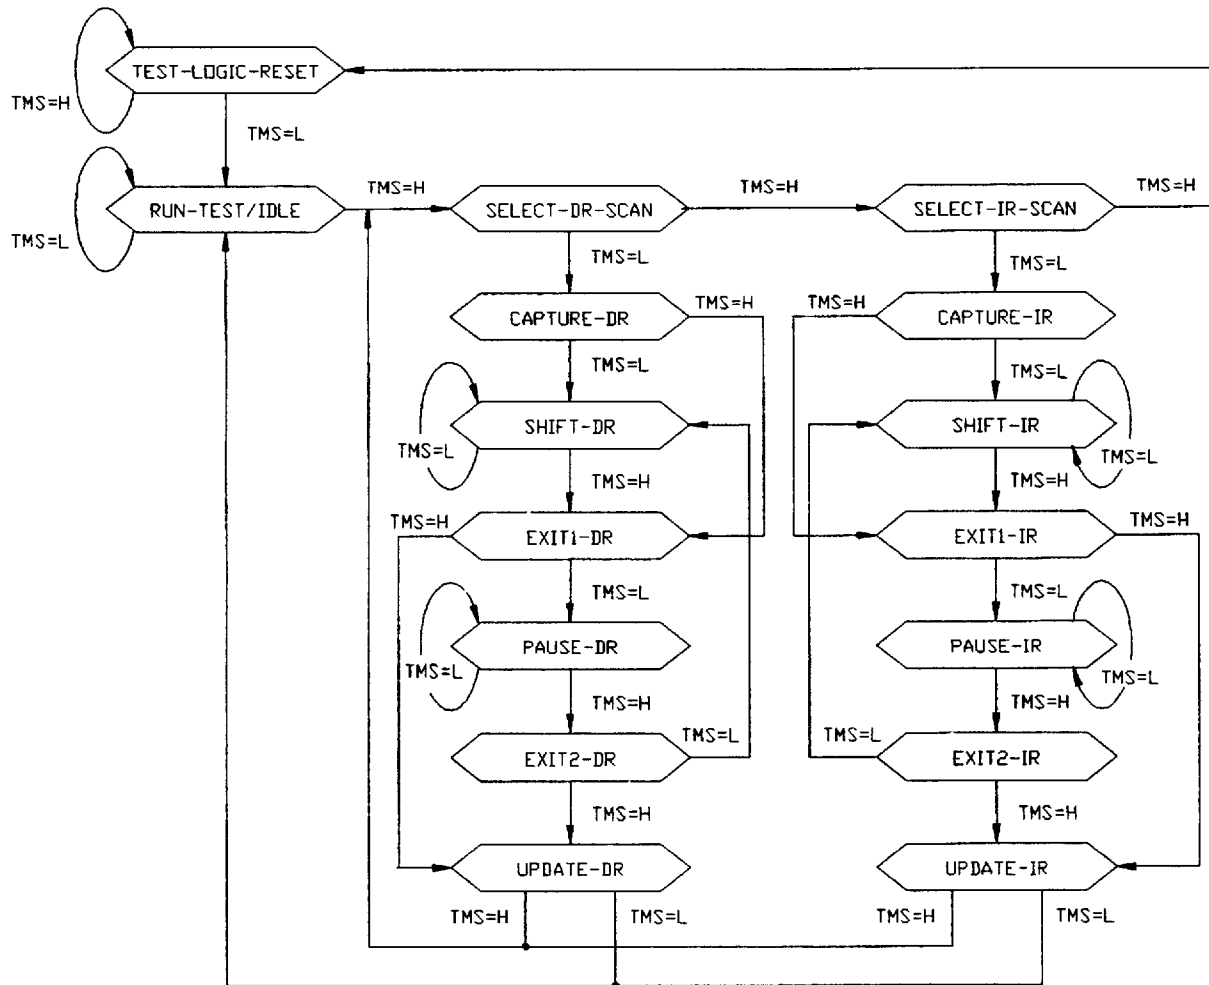 TEST-LOGIC-RESET
TMS=H
TMS=L
TMS=H
TMS=H
TMS=H
RUN-TEST/IDLE
SELECT-DR-SCAN
SELECT-IR-SCAN
TMS=L
TMS=L
TMS=L
TMS=H
TMS=H
CAPTURE-DR
CAPTURE-IR
TMS=L
TMS=L
SHIFT-DR
SHIFT-IR
TMS=L
TMS=L
TMS=H
TMS=H
TMS=H
TMS=H
EXIT1-DR
EXIT1-IR
TMS=L
TMS=L
PAUSE-DR
PAUSE-IR
TMS=L
TMS=L
TMS=H
TMS=H
TMS=L
TMS=L
EXIT2-DR
EXIT2-IR
TMS=H
TMS=H
UPDATE-DR
UPDATE-IR
TMS=H
TMS=L
TMS=H
TMS=L